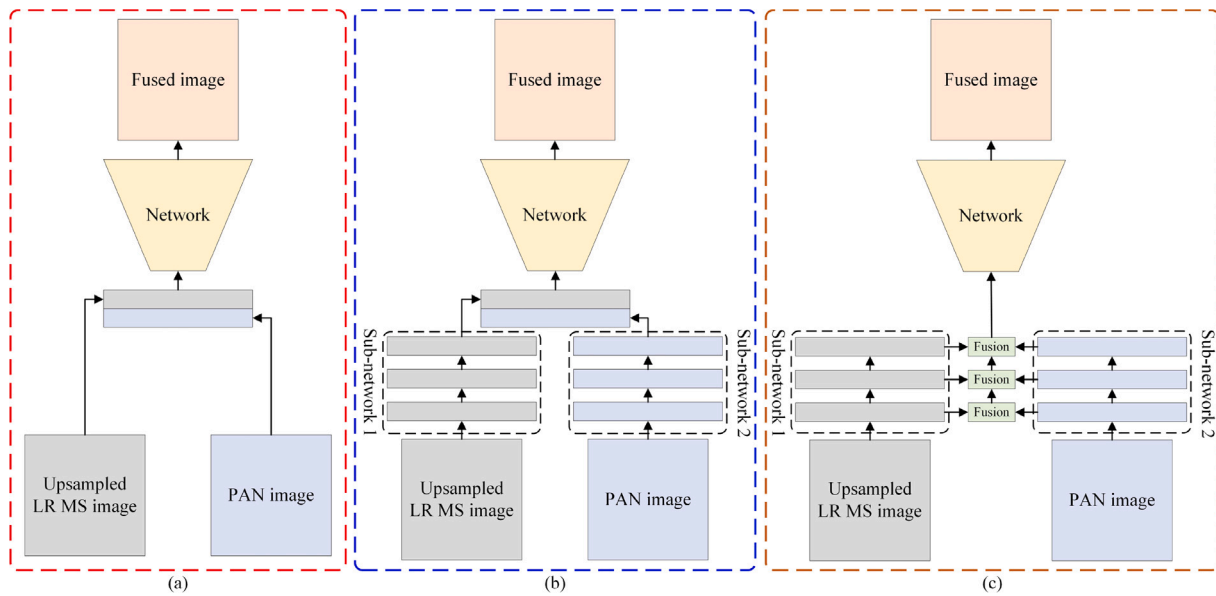 Fused image
Network
Upsampled
LR MS image
PAN image
(a)
Fused image
Network
Sub-network 1
Sub-network 2
Upsampled
LR MS image
PAN image
(b)
Fused image
Network
Sub-network 1
Fusion
Fusion
Fusion
Sub-network 2
Upsampled
LR MS image
PAN image
(c)